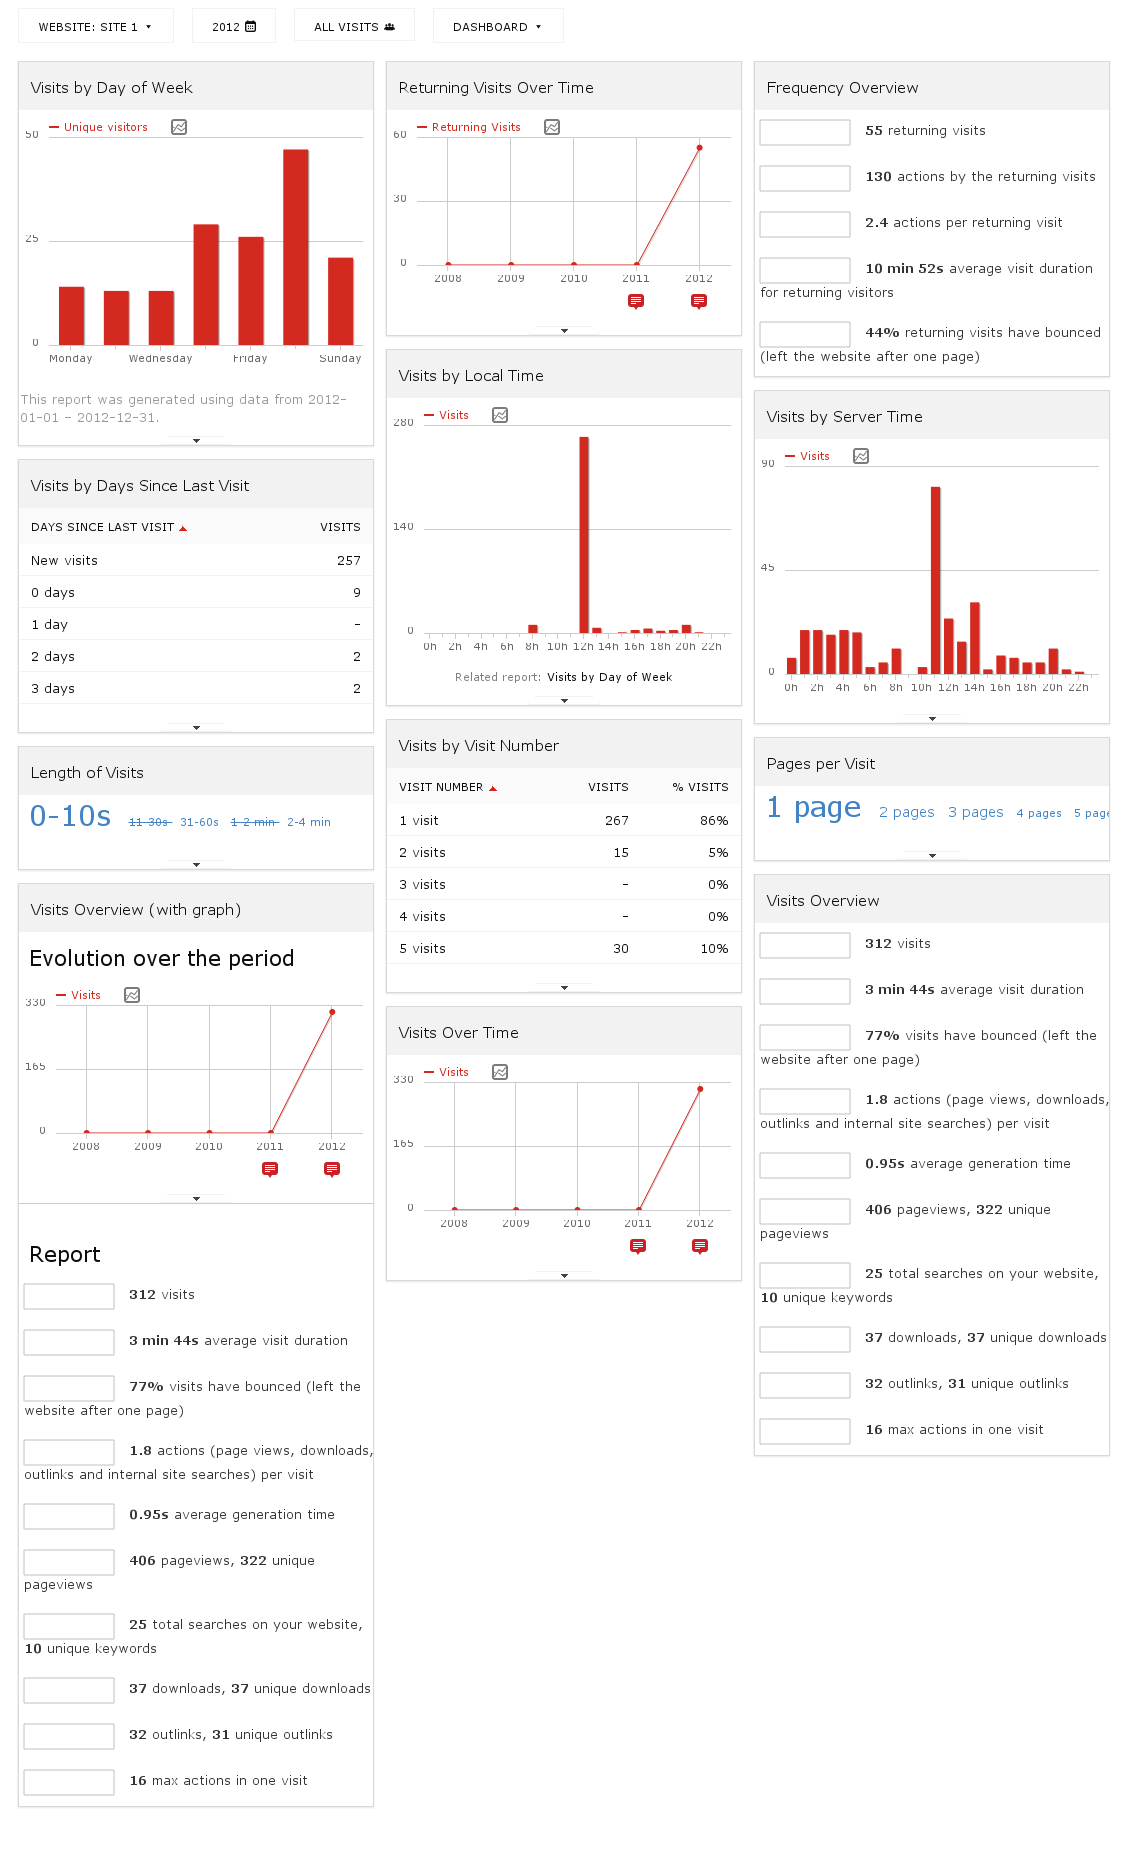 WEBSITE: SITE 1
2012
ALL VISITS
DASHBOARD
Visits by Day of Week
Unique visitors
50
25
0
Monday Wednesday Friday Sunday
This report was generated using data from 2012-
01-01 - 2012-12-31.
Visits by Days Since Last Visit
DAYS SINCE LAST VISIT VISITS
New visits 257
0 days 9
1 day -
2 days 2
3 days 2
Length of Visits
0-10s 11-30s 31-60s 1-2 min 2-4 min
Visits Overview (with graph)
Evolution over the period
Visits
330
165
0
2008 2009 2010 2011 2012
Report
312 visits
3 min 44s average visit duration
77% visits have bounced (left the
website after one page)
1.8 actions (page views, downloads,
outlinks and internal site searches) per visit
0.95s average generation time
406 pageviews, 322 unique
pageviews
25 total searches on your website,
10 unique keywords
37 downloads, 37 unique downloads
32 outlinks, 31 unique outlinks
16 max actions in one visit
Returning Visits Over Time
Returning Visits
60
30
0
2008 2009 2010 2011 2012
Visits by Local Time
Visits
280
140
0
0h 2h 4h 6h 8h 10h 12h 14h 16h 18h 20h 22h
Related report: Visits by Day of Week
Visits by Visit Number
VISIT NUMBER VISITS % VISITS
1 visit 267 86%
2 visits 15 5%
3 visits - 0%
4 visits - 0%
5 visits 30 10%
Visits Over Time
Visits
330
165
0
2008 2009 2010 2011 2012
Frequency Overview
55 returning visits
130 actions by the returning visits
2.4 actions per returning visit
10 min 52s average visit duration
for returning visitors
44% returning visits have bounced
(left the website after one page)
Visits by Server Time
Visits
90
45
0
0h 2h 4h 6h 8h 10h 12h 14h 16h 18h 20h 22h
Pages per Visit
1 page 2 pages 3 pages 4 pages 5 page
Visits Overview
312 visits
3 min 44s average visit duration
77% visits have bounced (left the
website after one page)
1.8 actions (page views, downloads,
outlinks and internal site searches) per visit
0.95s average generation time
406 pageviews, 322 unique
pageviews
25 total searches on your website,
10 unique keywords
37 downloads, 37 unique downloads
32 outlinks, 31 unique outlinks
16 max actions in one visit